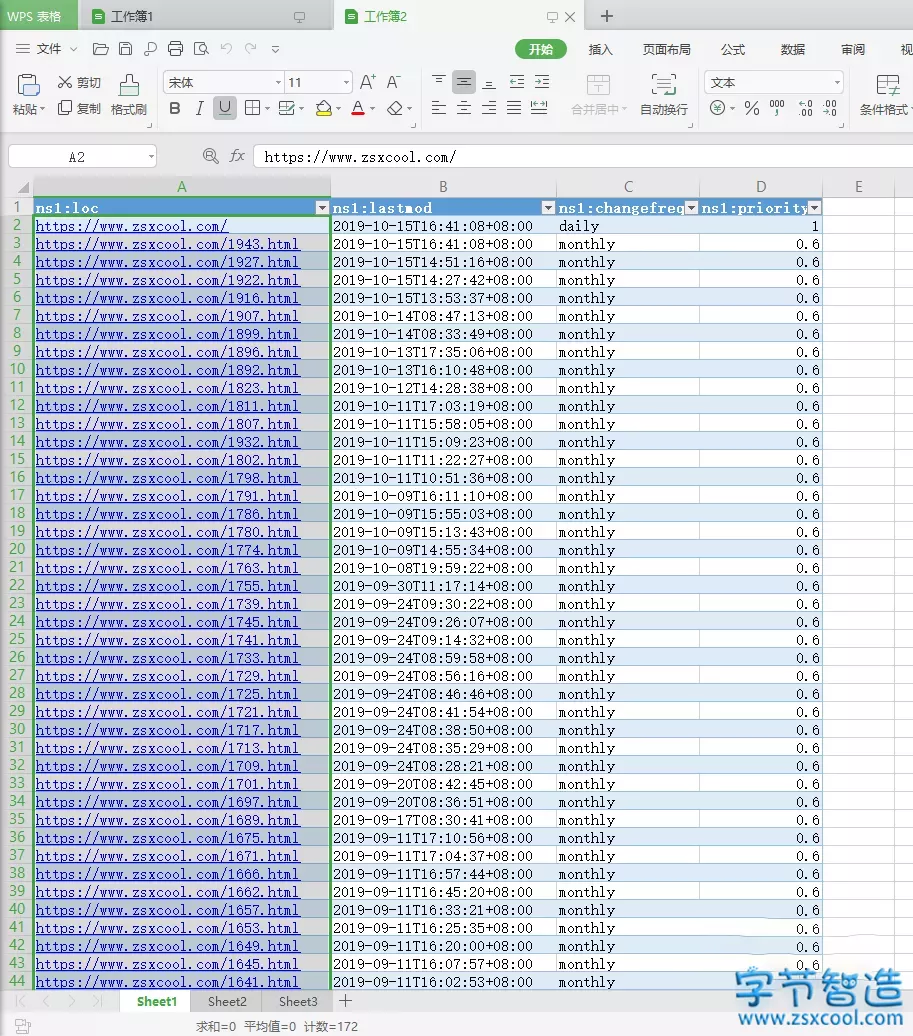 WPS 表格 工作簿1 工作簿2
文件 开始 插入 页面布局 公式 数据 审阅 视
粘贴 剪切 复制 格式刷 宋体 11 A+ A- B I U A 合并居中 自动换行 文本 % 000 条件格式
A2 fx https://www.zsxcool.com/
A B C D E
1 ns1:loc ns1:lastmod ns1:changefreq ns1:priority
2 https://www.zsxcool.com/ 2019-10-15T16:41:08+08:00 daily 1
3 https://www.zsxcool.com/1943.html 2019-10-15T16:41:08+08:00 monthly 0.6
4 https://www.zsxcool.com/1927.html 2019-10-15T14:51:16+08:00 monthly 0.6
5 https://www.zsxcool.com/1922.html 2019-10-15T14:27:42+08:00 monthly 0.6
6 https://www.zsxcool.com/1916.html 2019-10-15T13:53:37+08:00 monthly 0.6
7 https://www.zsxcool.com/1907.html 2019-10-14T08:47:13+08:00 monthly 0.6
8 https://www.zsxcool.com/1899.html 2019-10-14T08:33:49+08:00 monthly 0.6
9 https://www.zsxcool.com/1896.html 2019-10-13T17:35:06+08:00 monthly 0.6
10 https://www.zsxcool.com/1892.html 2019-10-13T16:10:48+08:00 monthly 0.6
11 https://www.zsxcool.com/1823.html 2019-10-12T14:28:38+08:00 monthly 0.6
12 https://www.zsxcool.com/1811.html 2019-10-11T17:03:19+08:00 monthly 0.6
13 https://www.zsxcool.com/1807.html 2019-10-11T15:58:05+08:00 monthly 0.6
14 https://www.zsxcool.com/1932.html 2019-10-11T15:09:23+08:00 monthly 0.6
15 https://www.zsxcool.com/1802.html 2019-10-11T11:22:27+08:00 monthly 0.6
16 https://www.zsxcool.com/1798.html 2019-10-11T10:51:36+08:00 monthly 0.6
17 https://www.zsxcool.com/1791.html 2019-10-09T16:11:10+08:00 monthly 0.6
18 https://www.zsxcool.com/1786.html 2019-10-09T15:55:03+08:00 monthly 0.6
19 https://www.zsxcool.com/1780.html 2019-10-09T15:13:43+08:00 monthly 0.6
20 https://www.zsxcool.com/1774.html 2019-10-09T14:55:34+08:00 monthly 0.6
21 https://www.zsxcool.com/1763.html 2019-10-08T19:59:22+08:00 monthly 0.6
22 https://www.zsxcool.com/1755.html 2019-09-30T11:17:14+08:00 monthly 0.6
23 https://www.zsxcool.com/1739.html 2019-09-24T09:30:22+08:00 monthly 0.6
24 https://www.zsxcool.com/1745.html 2019-09-24T09:26:07+08:00 monthly 0.6
25 https://www.zsxcool.com/1741.html 2019-09-24T09:14:32+08:00 monthly 0.6
26 https://www.zsxcool.com/1733.html 2019-09-24T08:59:58+08:00 monthly 0.6
27 https://www.zsxcool.com/1729.html 2019-09-24T08:56:16+08:00 monthly 0.6
28 https://www.zsxcool.com/1725.html 2019-09-24T08:46:46+08:00 monthly 0.6
29 https://www.zsxcool.com/1721.html 2019-09-24T08:41:54+08:00 monthly 0.6
30 https://www.zsxcool.com/1717.html 2019-09-24T08:38:50+08:00 monthly 0.6
31 https://www.zsxcool.com/1713.html 2019-09-24T08:35:29+08:00 monthly 0.6
32 https://www.zsxcool.com/1709.html 2019-09-24T08:28:21+08:00 monthly 0.6
33 https://www.zsxcool.com/1701.html 2019-09-20T08:42:45+08:00 monthly 0.6
34 https://www.zsxcool.com/1697.html 2019-09-20T08:36:51+08:00 monthly 0.6
35 https://www.zsxcool.com/1689.html 2019-09-17T08:30:41+08:00 monthly 0.6
36 https://www.zsxcool.com/1675.html 2019-09-11T17:10:56+08:00 monthly 0.6
37 https://www.zsxcool.com/1671.html 2019-09-11T17:04:37+08:00 monthly 0.6
38 https://www.zsxcool.com/1666.html 2019-09-11T16:57:44+08:00 monthly 0.6
39 https://www.zsxcool.com/1662.html 2019-09-11T16:45:20+08:00 monthly 0.6
40 https://www.zsxcool.com/1657.html 2019-09-11T16:33:21+08:00 monthly 0.6
41 https://www.zsxcool.com/1653.html 2019-09-11T16:25:35+08:00 monthly 0.6
42 https://www.zsxcool.com/1649.html 2019-09-11T16:20:00+08:00 monthly 0.6
43 https://www.zsxcool.com/1645.html 2019-09-11T16:07:57+08:00 monthly 0.6
44 https://www.zsxcool.com/1641.html 2019-09-11T16:02:53+08:00 monthly
字节智造
www.zsxcool.com
Sheet1 Sheet2 Sheet3
求和=0 平均值=0 计数=172